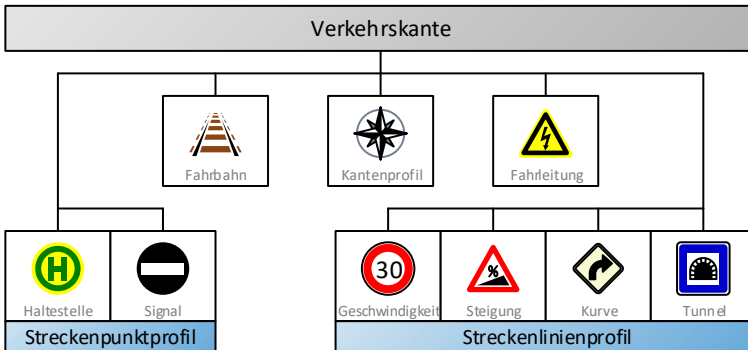 Verkehrskante
Fahrbahn
Kantenprofil
Fahrleitung
H
Haltestelle
Signal
Streckenpunktprofil
30
Geschwindigkeit
%
Steigung
Kurve
Tunnel
Streckenlinienprofil